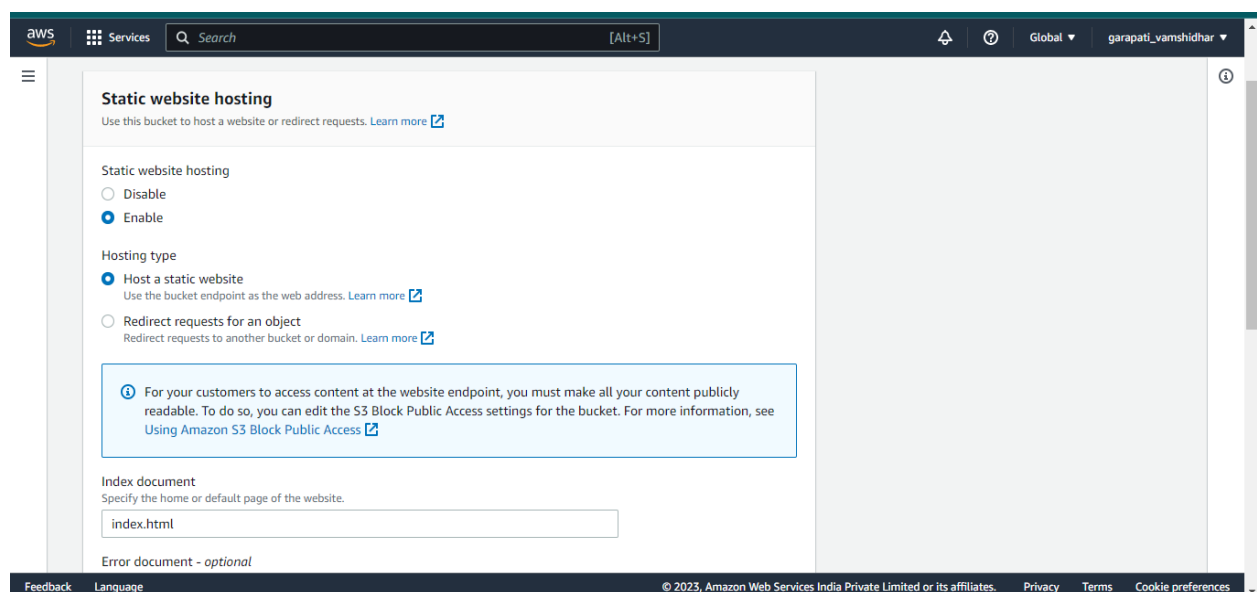 aws Services Search [Alt+S] Global garapati_vamshidhar
Static website hosting
Use this bucket to host a website or redirect requests. Learn more
Static website hosting
Disable
Enable
Hosting type
Host a static website
Use the bucket endpoint as the web address. Learn more
Redirect requests for an object
Redirect requests to another bucket or domain. Learn more
For your customers to access content at the website endpoint, you must make all your content publicly
readable. To do so, you can edit the S3 Block Public Access settings for the bucket. For more information, see
Using Amazon S3 Block Public Access
Index document
Specify the home or default page of the website.
index.html
Error document - optional
Feedback Language © 2023, Amazon Web Services India Private Limited or its affiliates. Privacy Terms Cookie preferences